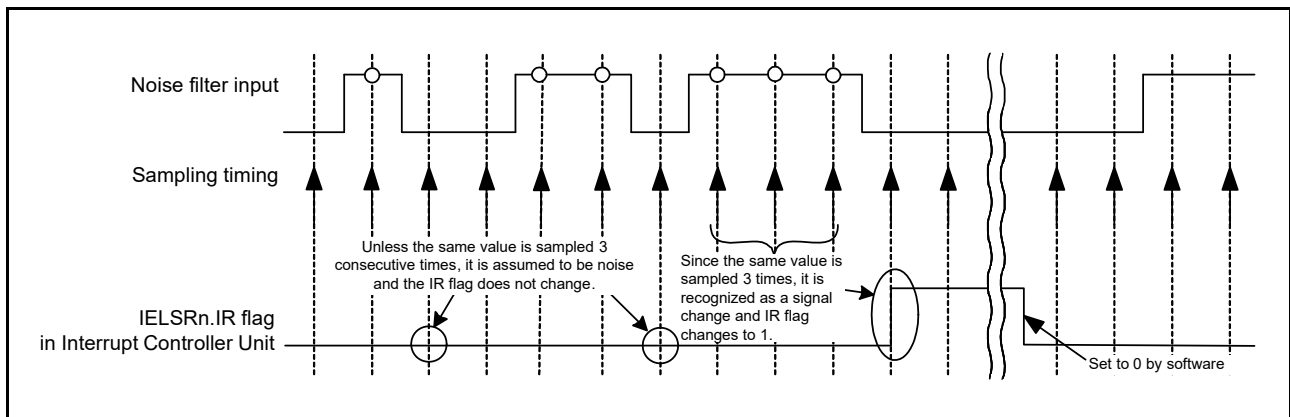 Noise filter input
Sampling timing
Unless the same value is sampled 3
consecutive times, it is assumed to be noise
and the IR flag does not change.
Since the same value is
sampled 3 times, it is
recognized as a signal
change and IR flag
changes to 1.
IELSRn.IR flag
in Interrupt Controller Unit
Set to 0 by software